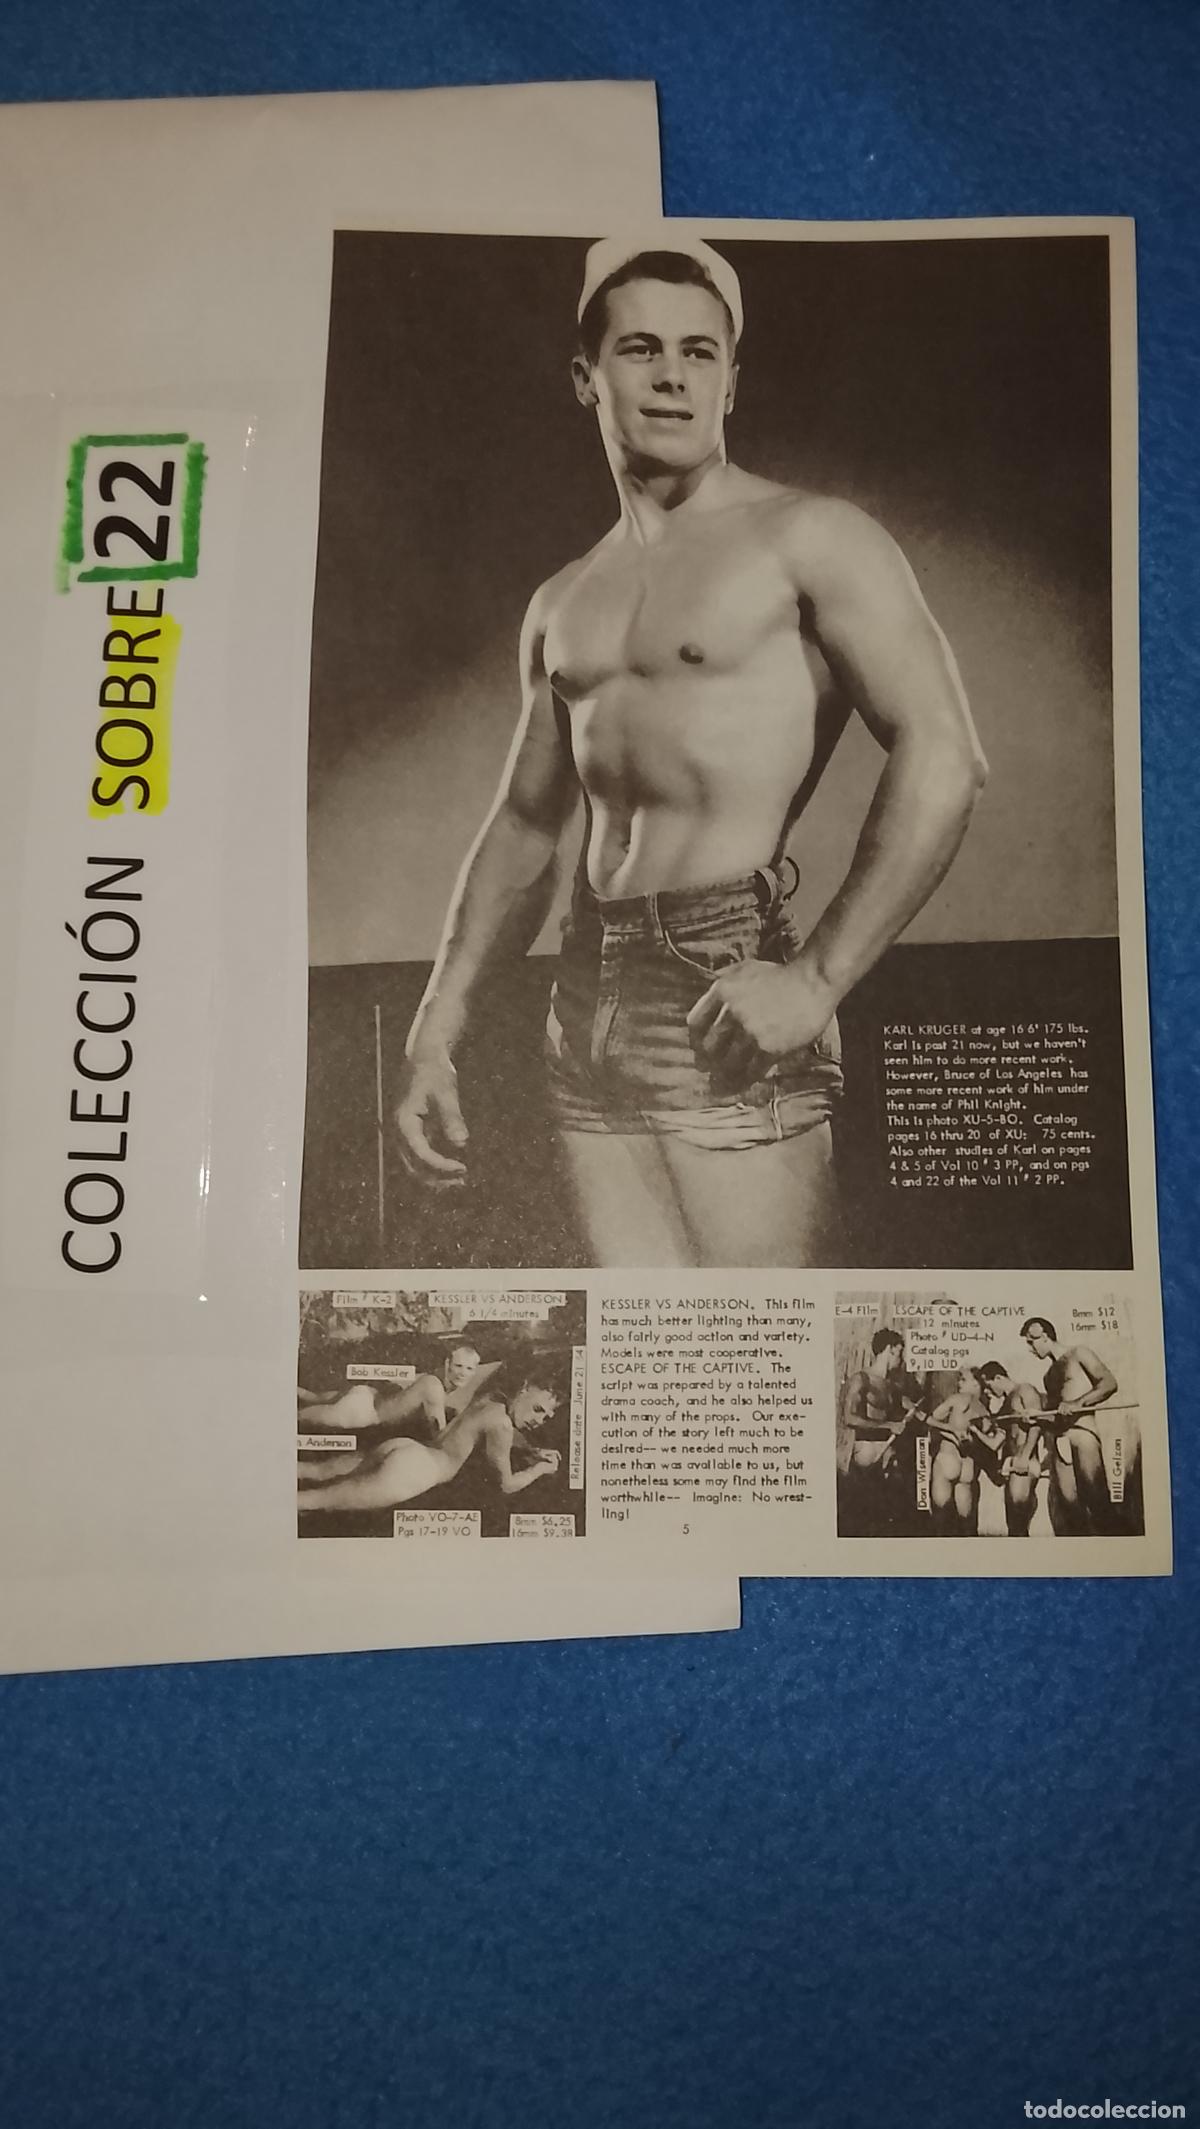 COLECCIÓN SOBRE 22
KARL KRUGER at age 16 6' 175 lbs.
Karl is past 21 now, but we haven't
seen him to do more recent work.
However, Bruce of Los Angeles has
some more recent work of him under
the name of Phil Knight.
This is photo XU-5-BO. Catalog
pages 16 thru 20 of XU: 75 cents.
Also other studies of Karl on pages
4 & 5 of Vol 10 # 3 PP, and on pgs
4 and 22 of the Vol 11 # 2 PP.
Film # K-2
KESSLER VS ANDERSON
6 1/4 minutes
Bob Kessler
Anderson
Release date June 21 54
Photo VO-7-AE
Pgs 17-19 VO
8mm $6.25
16mm $9.38
KESSLER VS ANDERSON. This film
has much better lighting than many,
also fairly good action and variety.
Models were most cooperative.
ESCAPE OF THE CAPTIVE. The
script was prepared by a talented
drama coach, and he also helped us
with many of the props. Our exe-
cution of the story left much to be
desired-- we needed much more
time than was available to us, but
nonetheless some may find the film
worthwhile-- Imagine: No wrest-
ling!
5
E-4 Film ESCAPE OF THE CAPTIVE
12 minutes
Photo # UD-4-N
Catalog pgs
9,10 UD
8mm $12
16mm $18
Don Wiseman
Bill Gelzon
todocoleccion